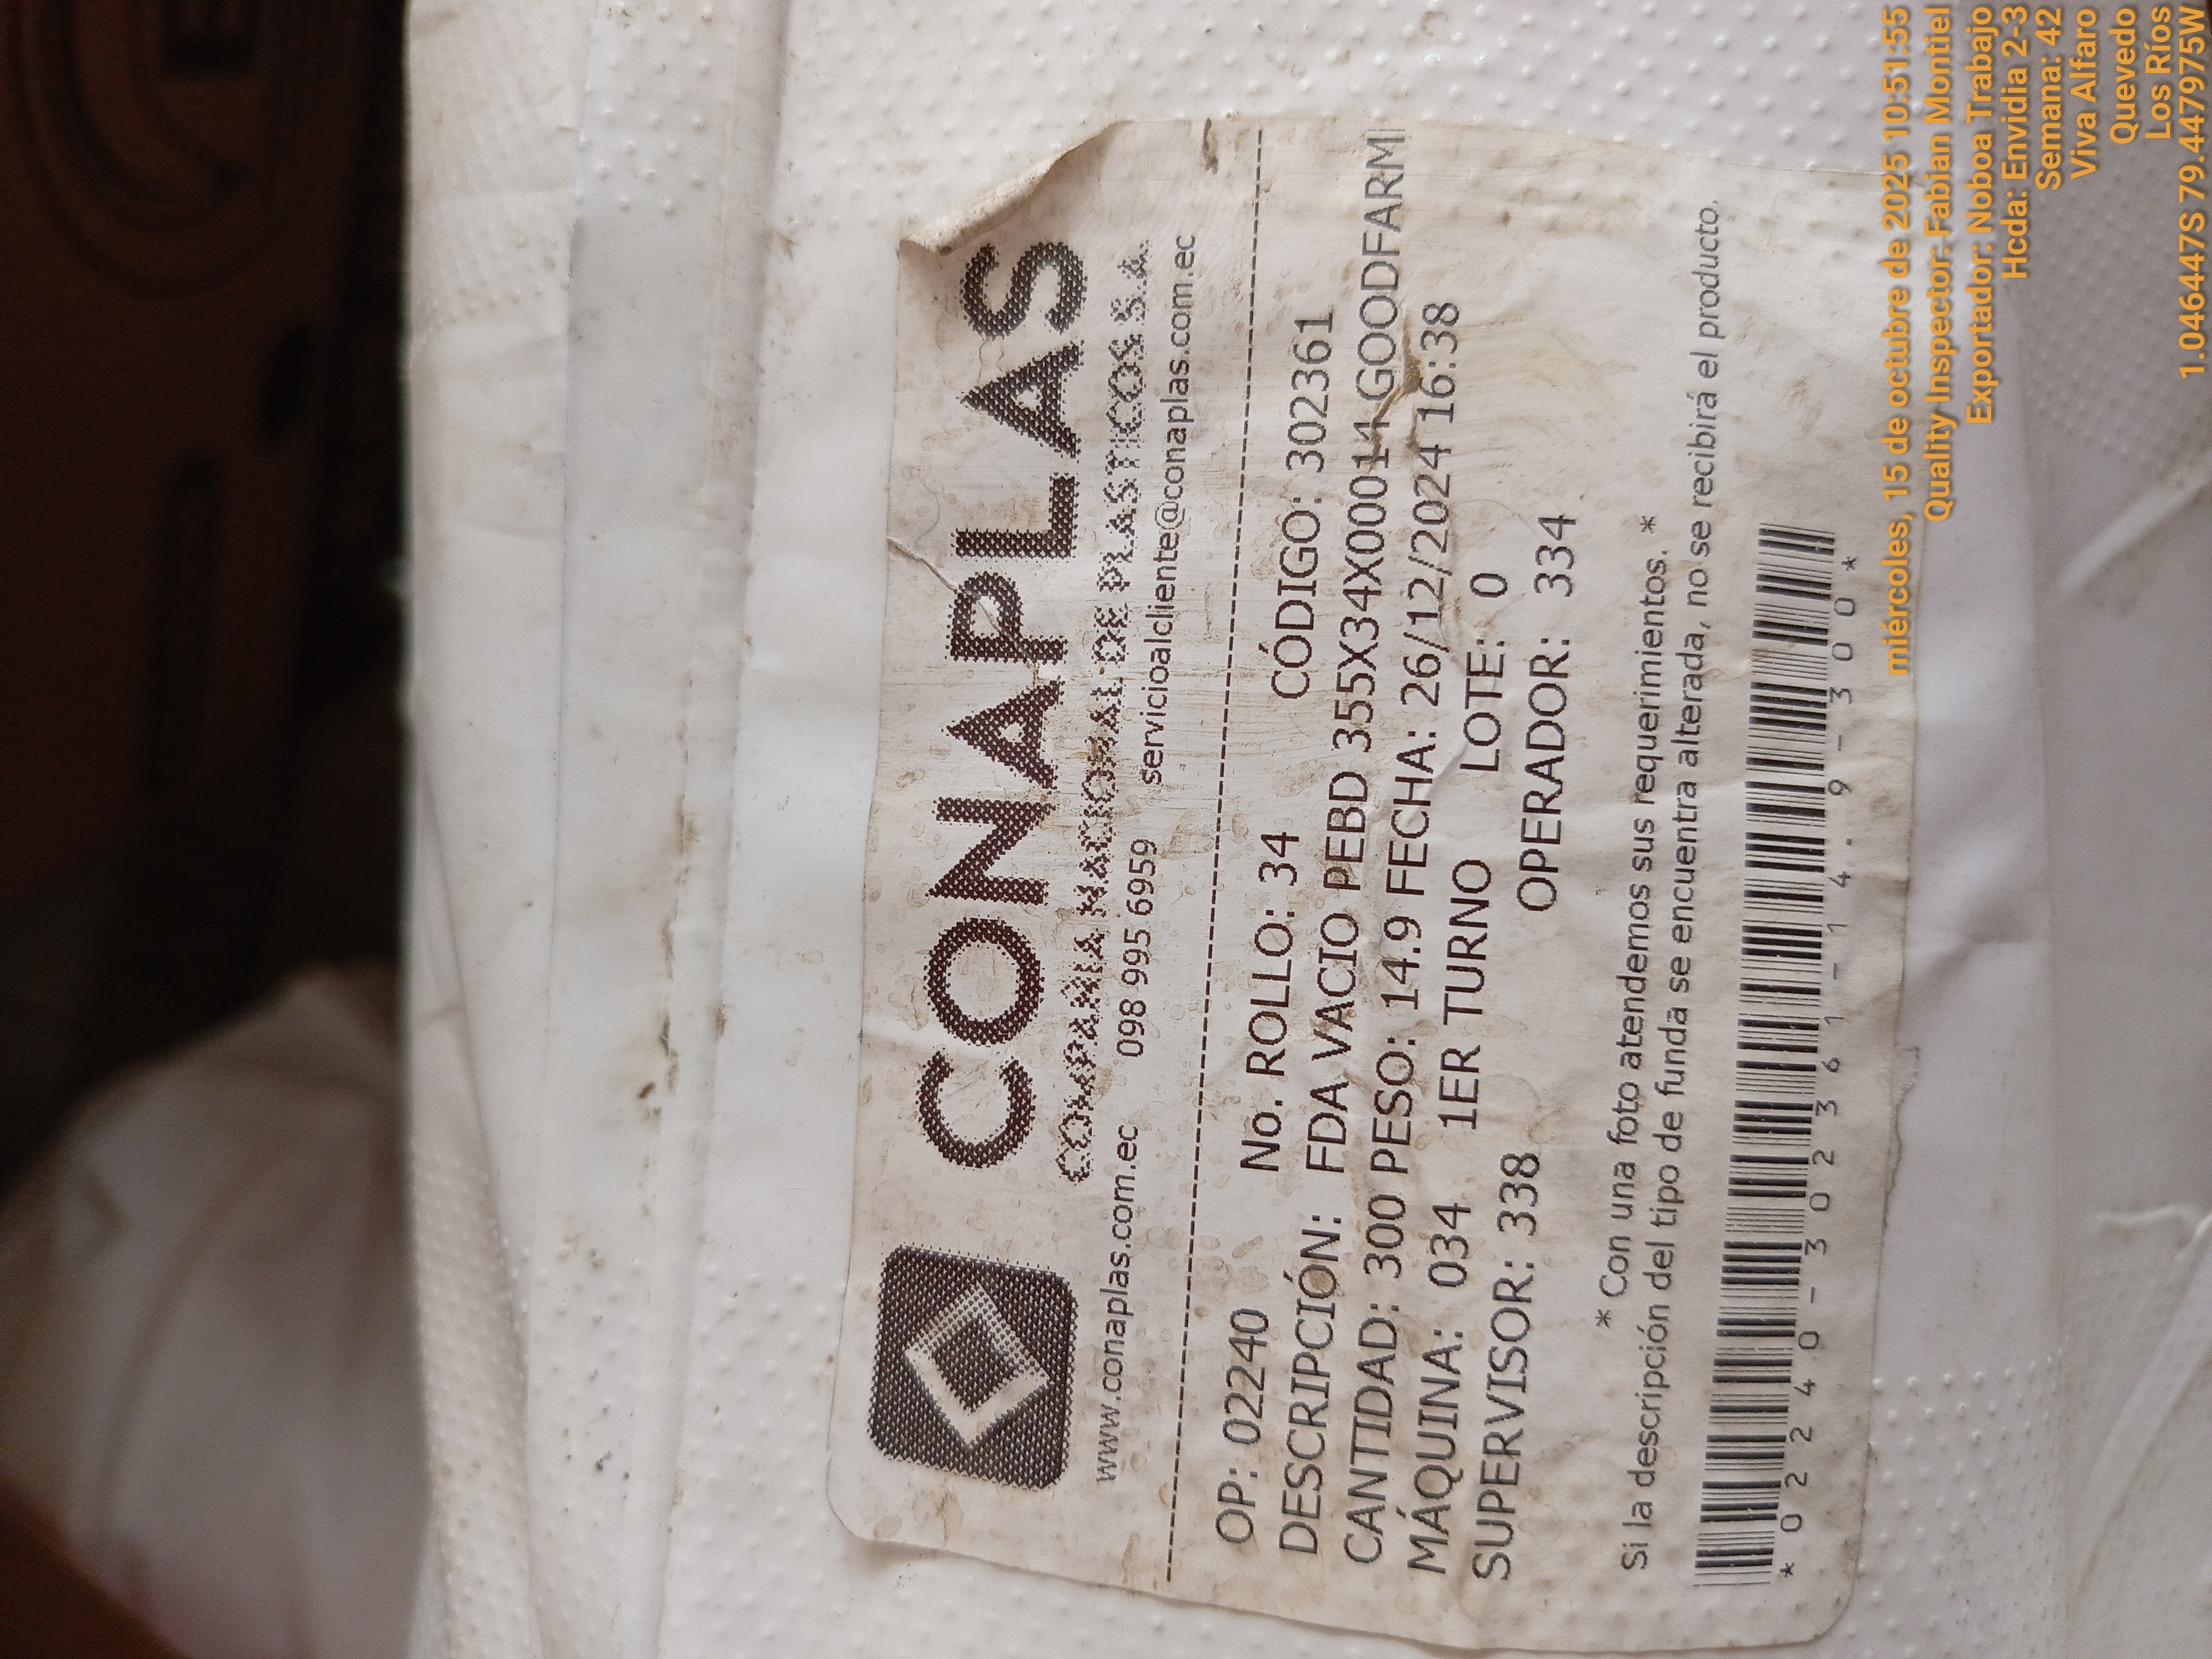 CONAPLAS
COMPAÑIA NACIONAL DE PLASTICOS S.A.
www.conaplas.com.ec 098 995 6959 servicioalcliente@conaplas.com.ec
OP: 02240 No. ROLLO: 34 CÓDIGO: 302361
DESCRIPCIÓN: FDA VACIO PEBD 355X34X00014 GOODFARM
CANTIDAD: 300 PESO: 14.9 FECHA: 26/12/2024 16:38
MÁQUINA: 034 1ER TURNO LOTE: 0
SUPERVISOR: 338 OPERADOR: 334
* Con una foto atendemos sus requerimientos. *
Si la descripción del tipo de funda se encuentra alterada, no se recibirá el producto.
*02240-302361-14.9-300*
miércoles, 15 de octubre de 2025 10:51:55
Quality Inspector: Fabian Montiel
Exportador: Noboa Trabajo
Hcda: Envidia 2-3
Semana: 42
Viva Alfaro
Quevedo
Los Ríos
1.046447S 79.447975W